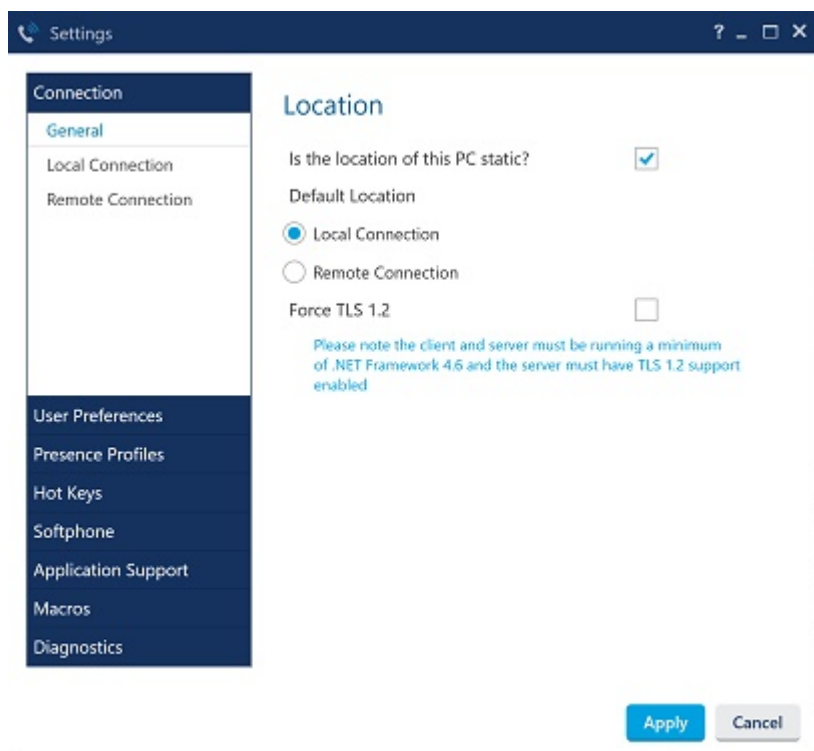 Settings
?
Connection
General
Local Connection
Remote Connection
User Preferences
Presence Profiles
Hot Keys
Softphone
Application Support
Macros
Diagnostics
Location
Is the location of this PC static?
Default Location
Local Connection
Remote Connection
Force TLS 1.2
Please note the client and server must be running a minimum
of .NET Framework 4.6 and the server must have TLS 1.2 support
enabled
Apply
Cancel